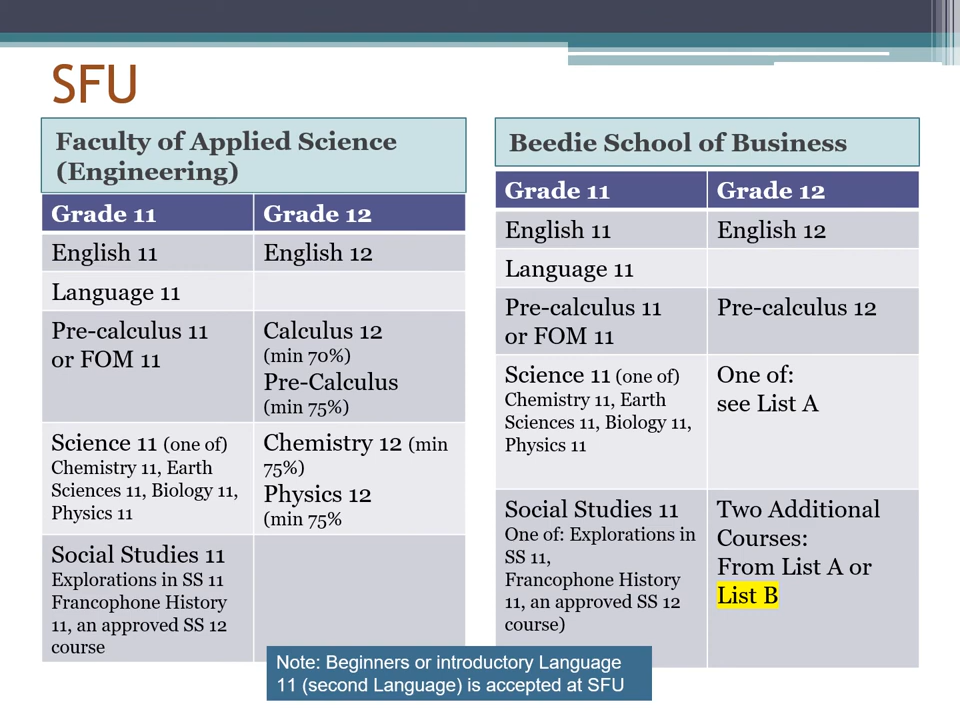 SFU
Faculty of Applied Science
(Engineering)
Grade 11
Grade 12
English 11
English 12
Language 11
Pre-calculus 11
or FOM 11
Calculus 12
(min 70%)
Pre-Calculus
(min 75%)
Science 11 (one of)
Chemistry 11, Earth
Sciences 11, Biology 11,
Physics 11
Chemistry 12 (min
75%)
Physics 12
(min 75%
Social Studies 11
Explorations in SS 11
Francophone History
11, an approved SS 12
course
Beedie School of Business
Grade 11
Grade 12
English 11
English 12
Language 11
Pre-calculus 11
or FOM 11
Pre-calculus 12
Science 11 (one of)
Chemistry 11, Earth
Sciences 11, Biology 11,
Physics 11
One of:
see List A
Social Studies 11
One of: Explorations in
SS 11,
Francophone History
11, an approved SS 12
course)
Two Additional
Courses:
From List A or
List B
Note: Beginners or introductory Language
11 (second Language) is accepted at SFU